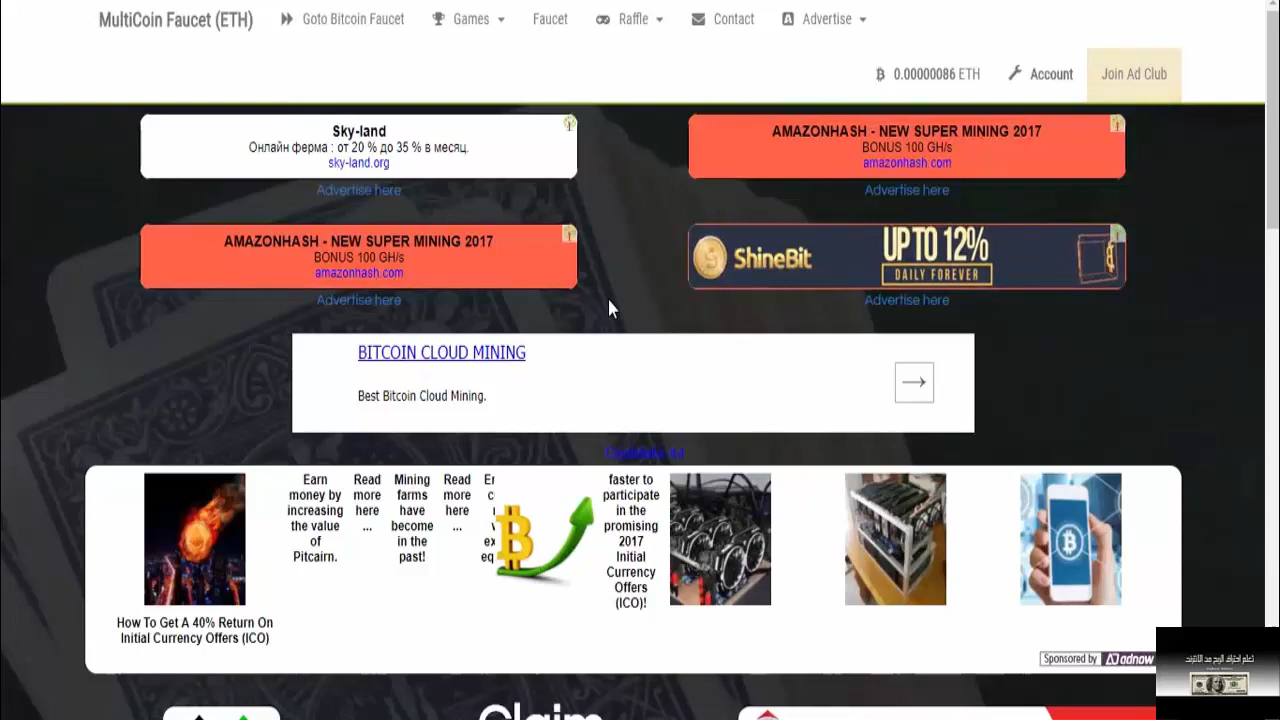 MultiCoin Faucet (ETH)
Goto Bitcoin Faucet
Games
Faucet
Raffle
Contact
Advertise
0.00000086 ETH
Account
Join Ad Club
Sky-land
Онлайн ферма : от 20 % до 35 % в месяц.
sky-land.org
Advertise here
AMAZONHASH - NEW SUPER MINING 2017
BONUS 100 GH/s
amazonhash.com
Advertise here
AMAZONHASH - NEW SUPER MINING 2017
BONUS 100 GH/s
amazonhash.com
Advertise here
ShineBit
UP TO 12%
DAILY FOREVER
Advertise here
BITCOIN CLOUD MINING
Best Bitcoin Cloud Mining.
How To Get A 40% Return On
Initial Currency Offers (ICO)
Earn
money by
increasing
the value
of
Pitcairn.
Read
more
here
...
Mining
farms
have
become
in the
past!
Read
more
here
...
faster to
participate
in the
promising
2017
Initial
Currency
Offers
(ICO)!
Sponsored by adnow
Claim
تعلم احتراف الربح من الانترنت